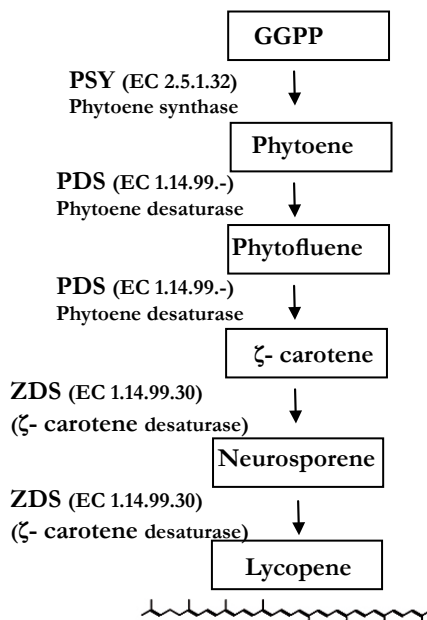 GGPP
PSY (EC 2.5.1.32)
Phytoene synthase
Phytoene
PDS (EC 1.14.99.-)
Phytoene desaturase
Phytofluene
PDS (EC 1.14.99.-)
Phytoene desaturase
ζ- carotene
ZDS (EC 1.14.99.30)
(ζ- carotene desaturase)
Neurosporene
ZDS (EC 1.14.99.30)
(ζ- carotene desaturase)
Lycopene